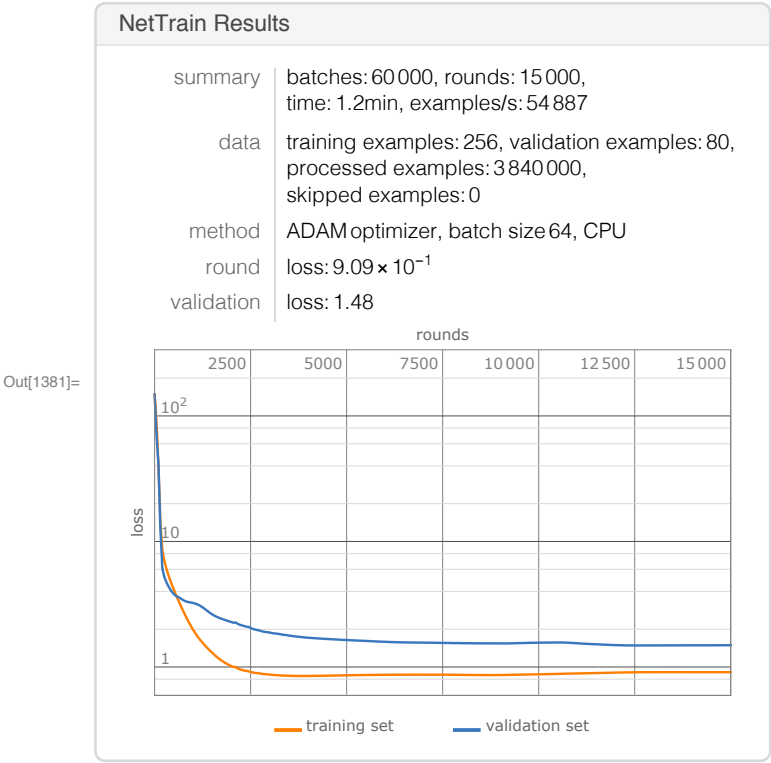 NetTrain Results
summary batches: 60 000, rounds: 15 000,
time: 1.2min, examples/s: 54 887
data training examples: 256, validation examples: 80,
processed examples: 3 840 000,
skipped examples: 0
method ADAM optimizer, batch size 64, CPU
round loss: 9.09 × 10⁻¹
validation loss: 1.48
rounds
2500 5000 7500 10 000 12 500 15 000
Out[1381]=
10²
loss
10
1
training set validation set